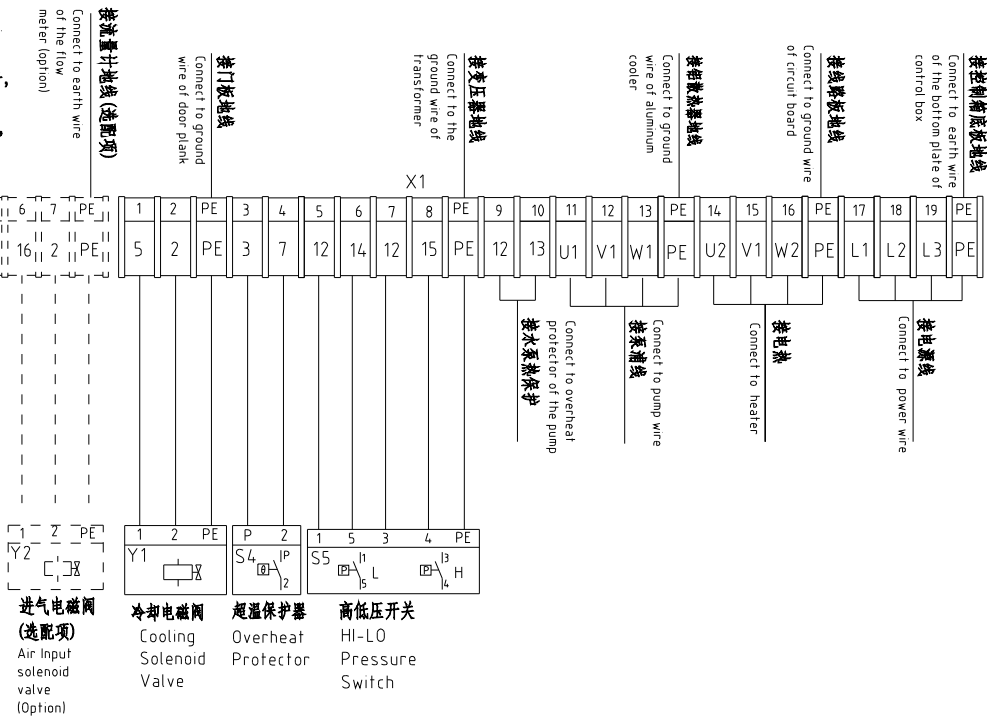 接流量计地线(选配项)
Connect to earth wire
of the flow
meter (option)
接门板地线
Connect to ground
wire of door plank
接变压器地线
Connect to the
ground wire of
transformer
接铝散热器地线
Connect to ground
wire of aluminum
cooler
接线路板地线
Connect to ground wire
of circuit board
接控制箱底板地线
Connect to earth wire
of the bottom plate of
control box
X1
6 7 PE 1 2 PE 3 4 5 6 7 8 PE 9 10 11 12 13 PE 14 15 16 PE 17 18 19 PE
16 2 PE 5 2 PE 3 7 12 14 12 15 PE 12 13 U1 V1 W1 PE U2 V1 W2 PE L1 L2 L3 PE
接水泵热保护
Connect to overheat
protector of the pump
接泵浦线
Connect to pump wire
接电热
Connect to heater
接电源线
Connect to power wire
1 2 PE
Y2
进气电磁阀
(选配项)
Air Input
solenoid
valve
(Option)
1 2 PE
Y1
冷却电磁阀
Cooling
Solenoid
Valve
P 2
S4 θ P
2
超温保护器
Overheat
Protector
1 5 3 4 PE
S5 P 1 5 L P 3 4 H
高低压开关
HI-LO
Pressure
Switch